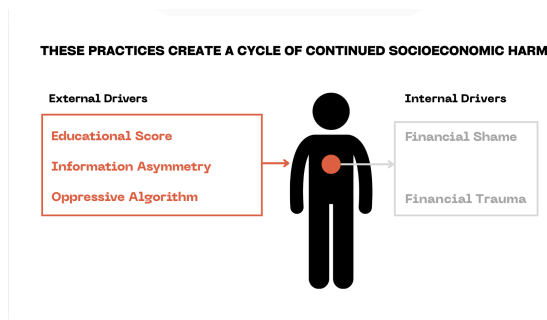 THESE PRACTICES CREATE A CYCLE OF CONTINUED SOCIOECONOMIC HARM
External Drivers
Educational Score
Information Asymmetry
Oppressive Algorithm
Internal Drivers
Financial Shame
Financial Trauma